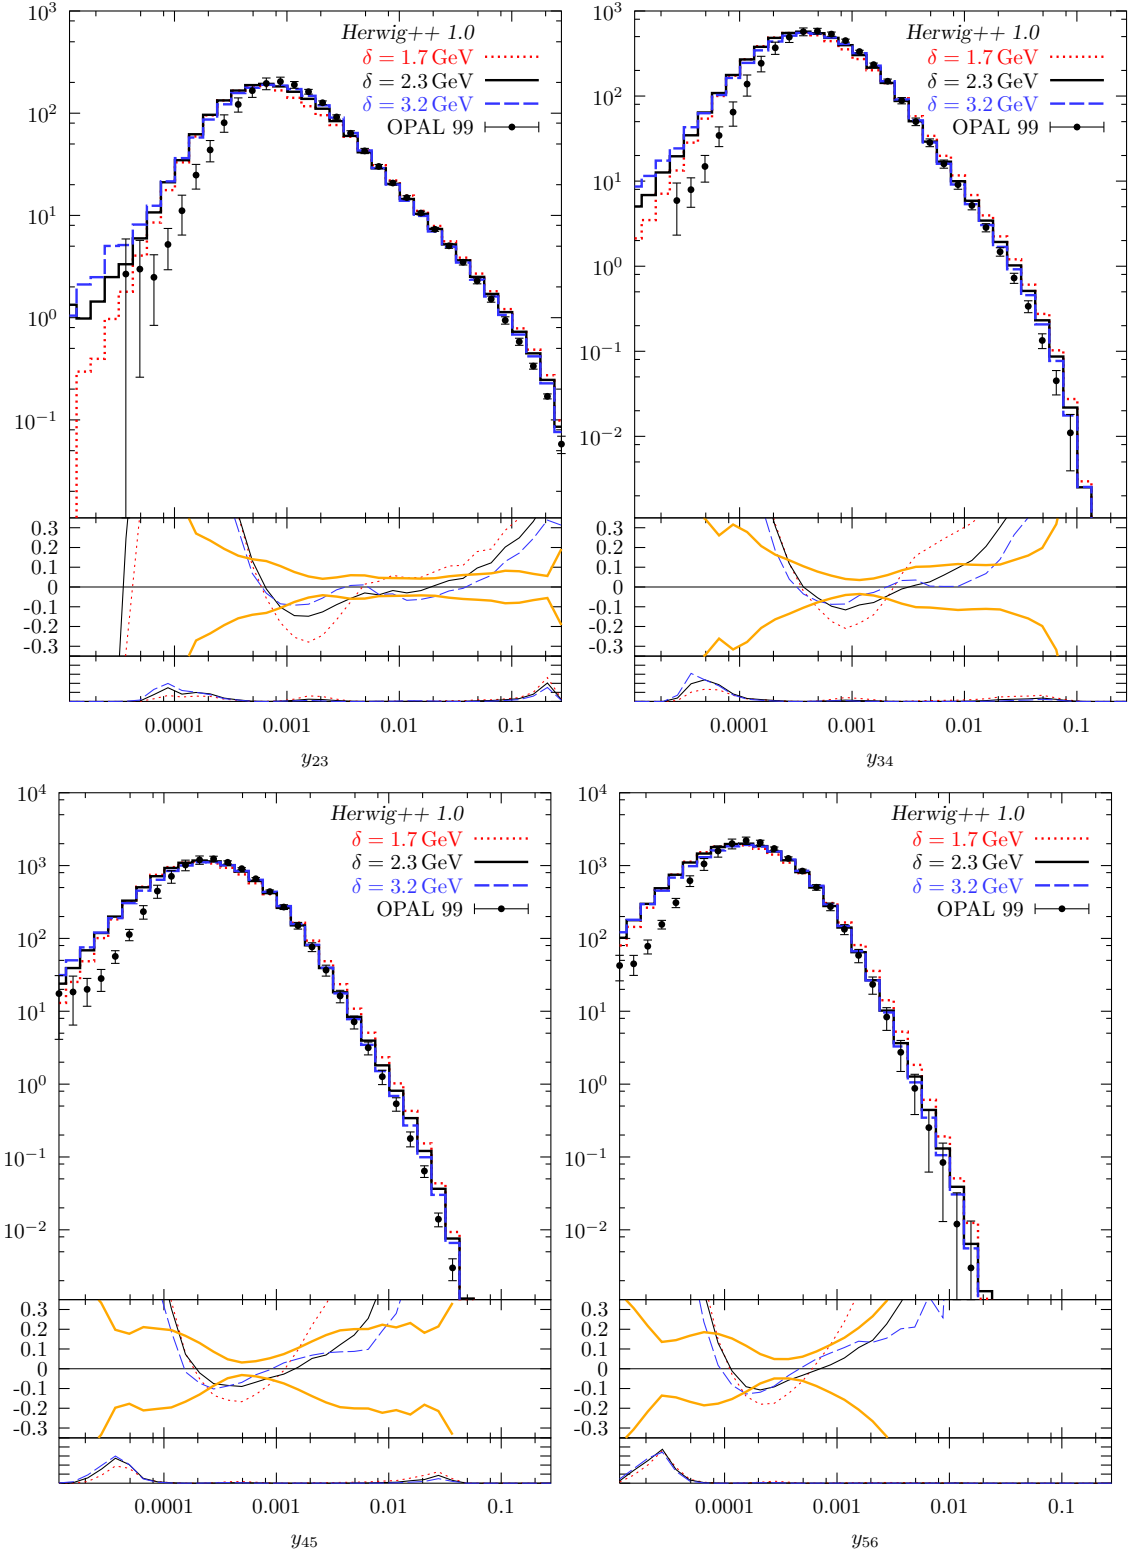 10³
10²
10¹
10⁰
10⁻¹
Herwig++ 1.0
δ = 1.7 GeV
δ = 2.3 GeV
δ = 3.2 GeV
OPAL 99
0.3
0.2
0.1
0
-0.1
-0.2
-0.3
0.0001 0.001 0.01 0.1
y₂₃
10³
10²
10¹
10⁰
10⁻¹
10⁻²
Herwig++ 1.0
δ = 1.7 GeV
δ = 2.3 GeV
δ = 3.2 GeV
OPAL 99
0.3
0.2
0.1
0
-0.1
-0.2
-0.3
0.0001 0.001 0.01 0.1
y₃₄
10⁴
10³
10²
10¹
10⁰
10⁻¹
10⁻²
Herwig++ 1.0
δ = 1.7 GeV
δ = 2.3 GeV
δ = 3.2 GeV
OPAL 99
0.3
0.2
0.1
0
-0.1
-0.2
-0.3
0.0001 0.001 0.01 0.1
y₄₅
10⁴
10³
10²
10¹
10⁰
10⁻¹
10⁻²
Herwig++ 1.0
δ = 1.7 GeV
δ = 2.3 GeV
δ = 3.2 GeV
OPAL 99
0.3
0.2
0.1
0
-0.1
-0.2
-0.3
0.0001 0.001 0.01 0.1
y₅₆